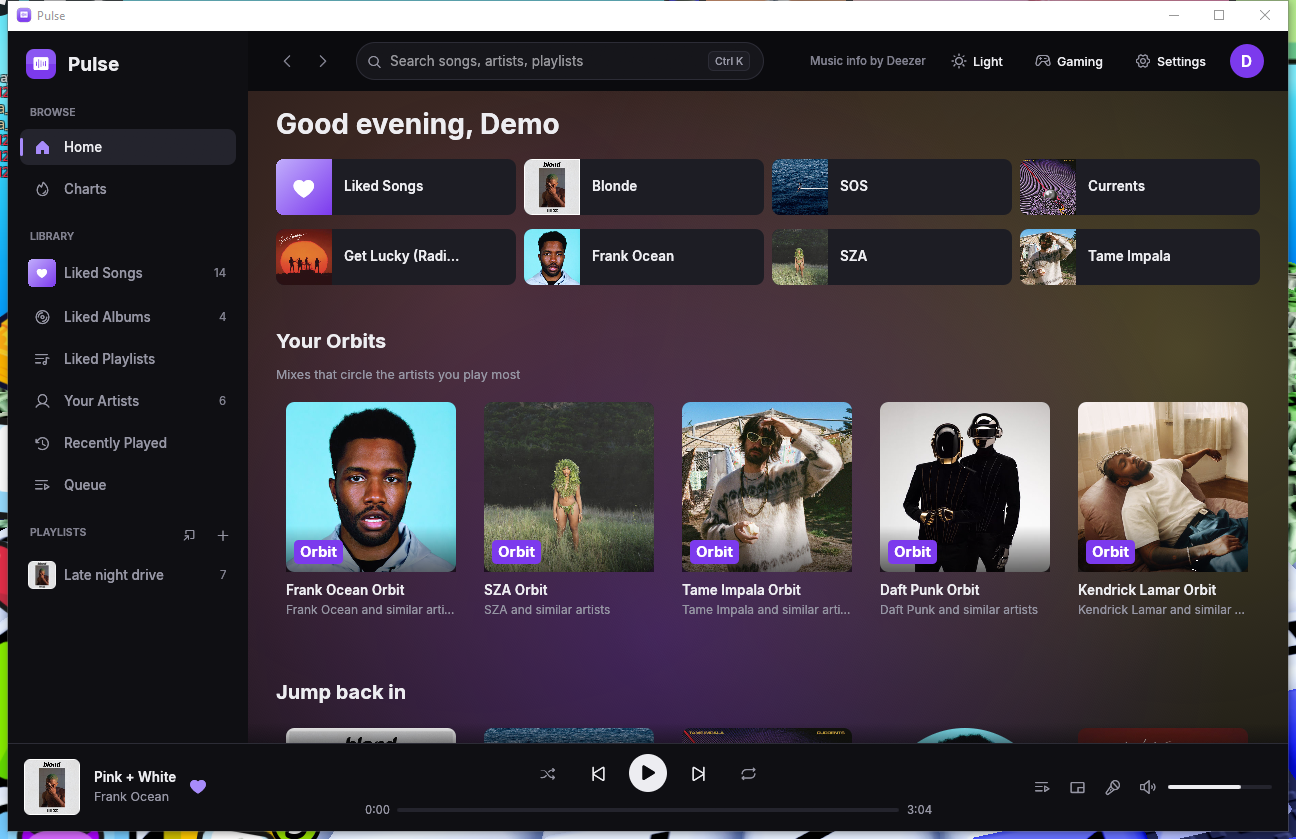 Pulse
Pulse
Search songs, artists, playlists
Ctrl K
Music info by Deezer
Light
Gaming
Settings
D
BROWSE
Home
Charts
LIBRARY
Liked Songs
14
Liked Albums
4
Liked Playlists
Your Artists
6
Recently Played
Queue
PLAYLISTS
Late night drive
7
Good evening, Demo
Liked Songs
blond
Blonde
SOS
Currents
Get Lucky (Radi...
Frank Ocean
SZA
Tame Impala
Your Orbits
Mixes that circle the artists you play most
Orbit
Orbit
Orbit
Orbit
Orbit
Frank Ocean Orbit
SZA Orbit
Tame Impala Orbit
Daft Punk Orbit
Kendrick Lamar Orbit
Frank Ocean and similar arti...
SZA and similar artists
Tame Impala and similar arti...
Daft Punk and similar artists
Kendrick Lamar and similar ...
Jump back in
blond
TAME IMPALA
CURRENTS
blond
Pink + White
Frank Ocean
0:00
3:04